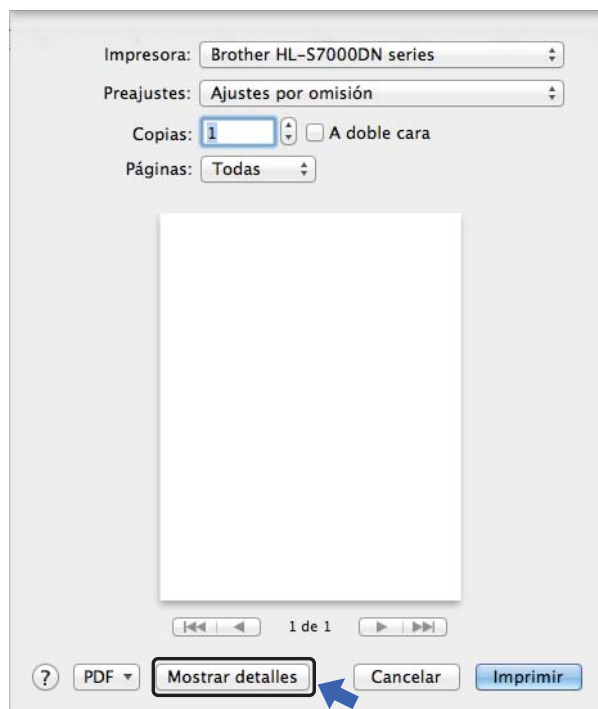 Impresora: Brother HL-S7000DN series
Preajustes: Ajustes por omisión
Copias: 1 A doble cara
Páginas: Todas
1 de 1
? PDF Mostrar detalles Cancelar Imprimir